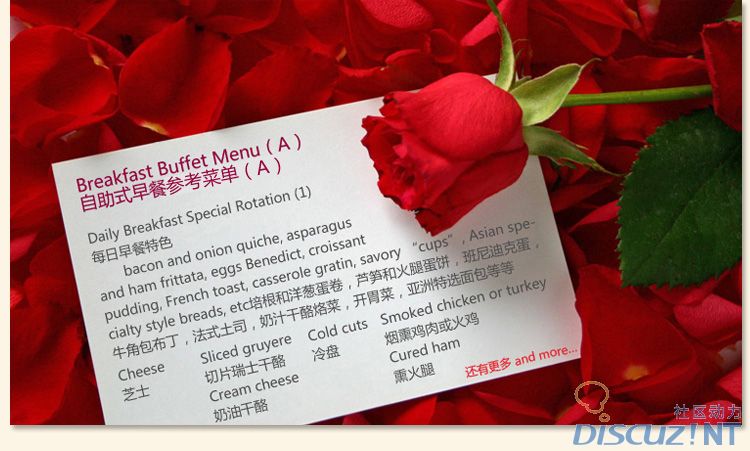 Breakfast Buffet Menu（A）
自助式早餐参考菜单（A）
Daily Breakfast Special Rotation (1)
每日早餐特色
bacon and onion quiche, asparagus
and ham frittata, eggs Benedict, croissant
pudding, French toast, casserole gratin, savory “cups”, Asian spe-
cialty style breads, etc培根和洋葱蛋卷，芦笋和火腿蛋饼，班尼迪克蛋，
牛角包布丁，法式土司，奶汁干酪烙菜，开胃菜，亚洲特选面包等等
Cheese Sliced gruyere Cold cuts Smoked chicken or turkey
芝士 切片瑞士干酪 冷盘 烟熏鸡肉或火鸡
Cream cheese Cured ham
奶油干酪 熏火腿
还有更多 and more...
社区动力
DISCUZ!NT